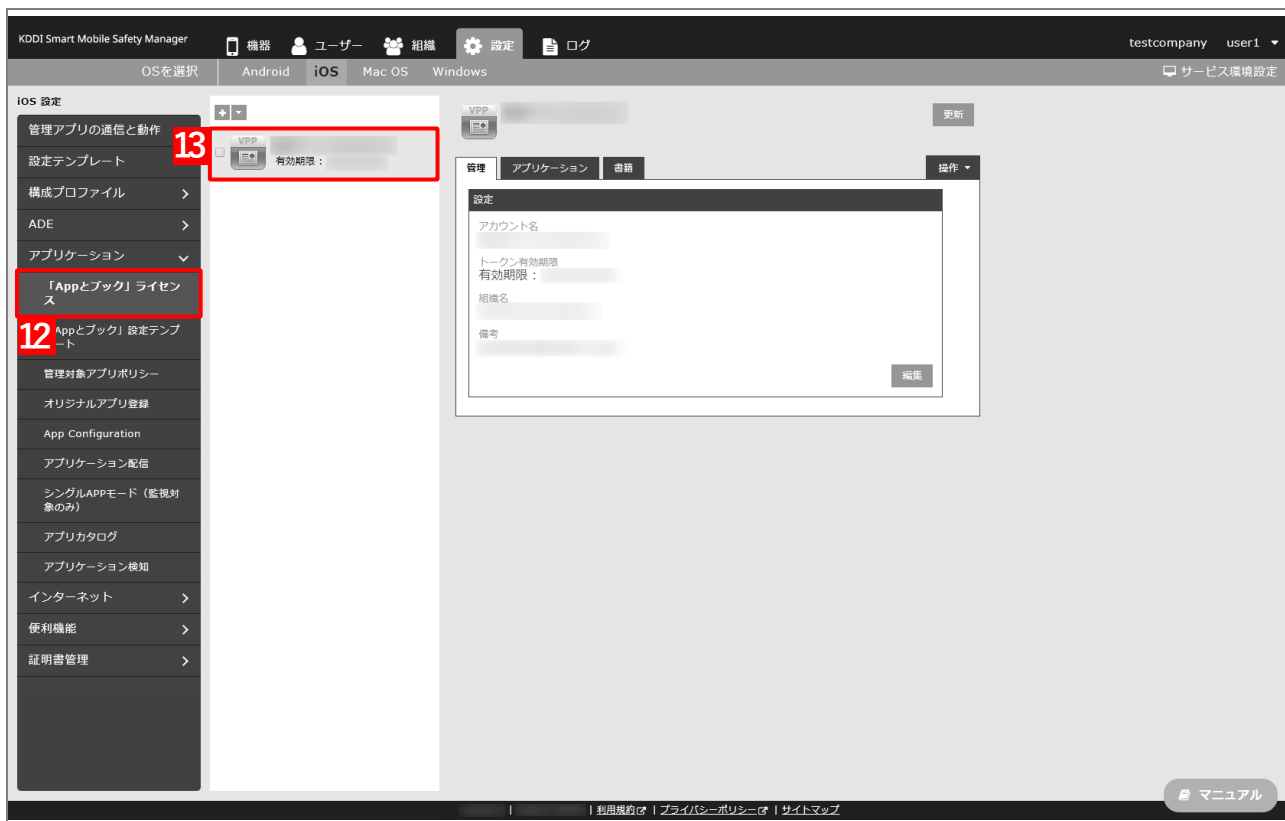 KDDI Smart Mobile Safety Manager
機器
ユーザー
組織
設定
ログ
testcompany user1
OSを選択
Android
iOS
Mac OS
Windows
サービス環境設定
iOS 設定
管理アプリの通信と動作
設定テンプレート
構成プロファイル
ADE
アプリケーション
「Appとブック」ライセン
ス
12
Appとブック」設定テンプ
ート
管理対象アプリポリシー
オリジナルアプリ登録
App Configuration
アプリケーション配信
シングルAPPモード(監視対
象のみ)
アプリカタログ
アプリケーション検知
インターネット
便利機能
証明書管理
13
VPP
有効期限:
VPP
更新
管理
アプリケーション
書籍
操作
設定
アカウント名
トークン有効期限
有効期限:
組織名
備考
編集
マニュアル
| | 利用規約 | プライバシーポリシー | サイトマップ